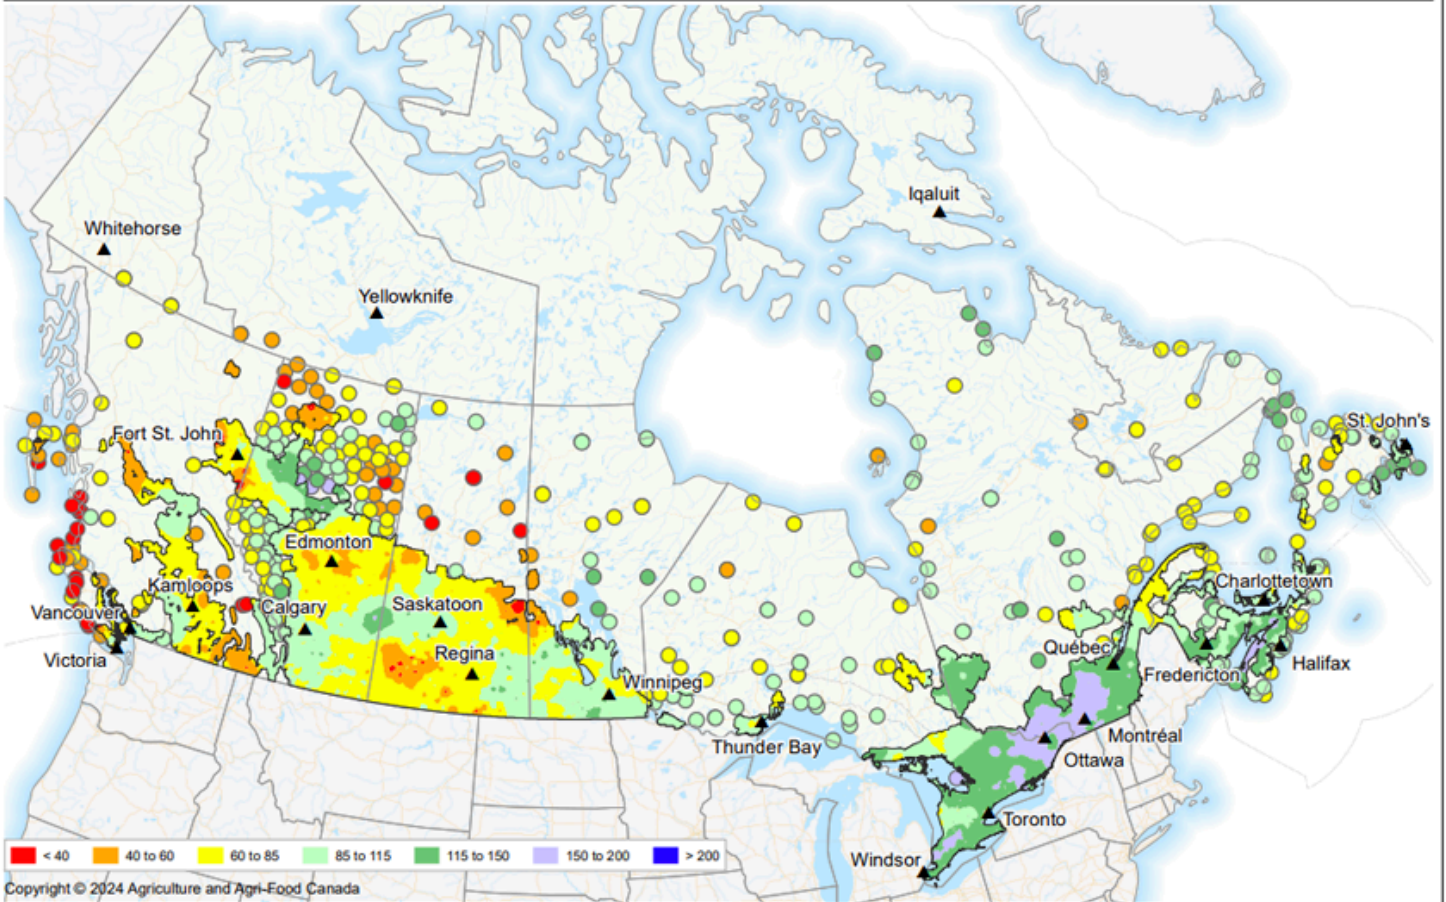 Iqaluit
Whitehorse
Yellowknife
St. John's
Fort St. John
Edmonton
Charlottetown
Kamloops
Vancouver
Calgary
Saskatoon
Québec
Regina
Victoria
Halifax
Fredericton
Winnipeg
Montréal
Thunder Bay
Ottawa
Toronto
< 40
40 to 60
60 to 85
85 to 115
115 to 150
150 to 200
> 200
Windsor
Copyright © 2024 Agriculture and Agri-Food Canada